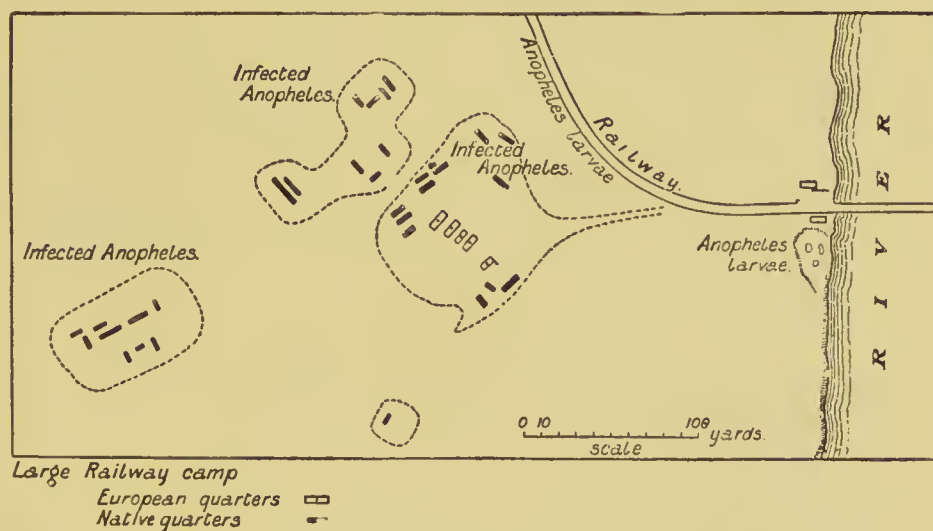 Infected
Anopheles.
Infected
Anopheles.
Anopheles larvae
Railway.
Infected Anopheles.
Anopheles
larvae.
RIVER
0 10 100 yards.
scale
Large Railway camp
European quarters
Native quarters